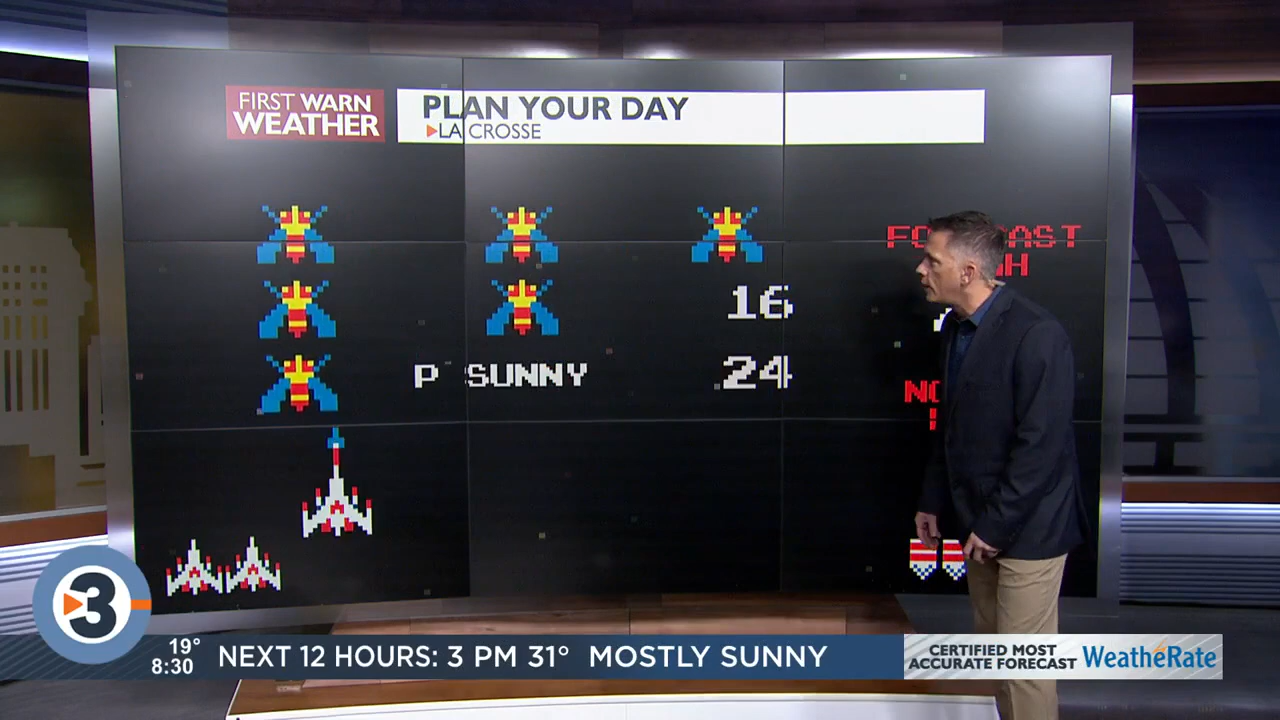 FIRST WARN
WEATHER
PLAN YOUR DAY
LA CROSSE
16
P SUNNY
24
3
19°
8:30
NEXT 12 HOURS: 3 PM 31° MOSTLY SUNNY
CERTIFIED MOST
ACCURATE FORECAST
WeatheRate